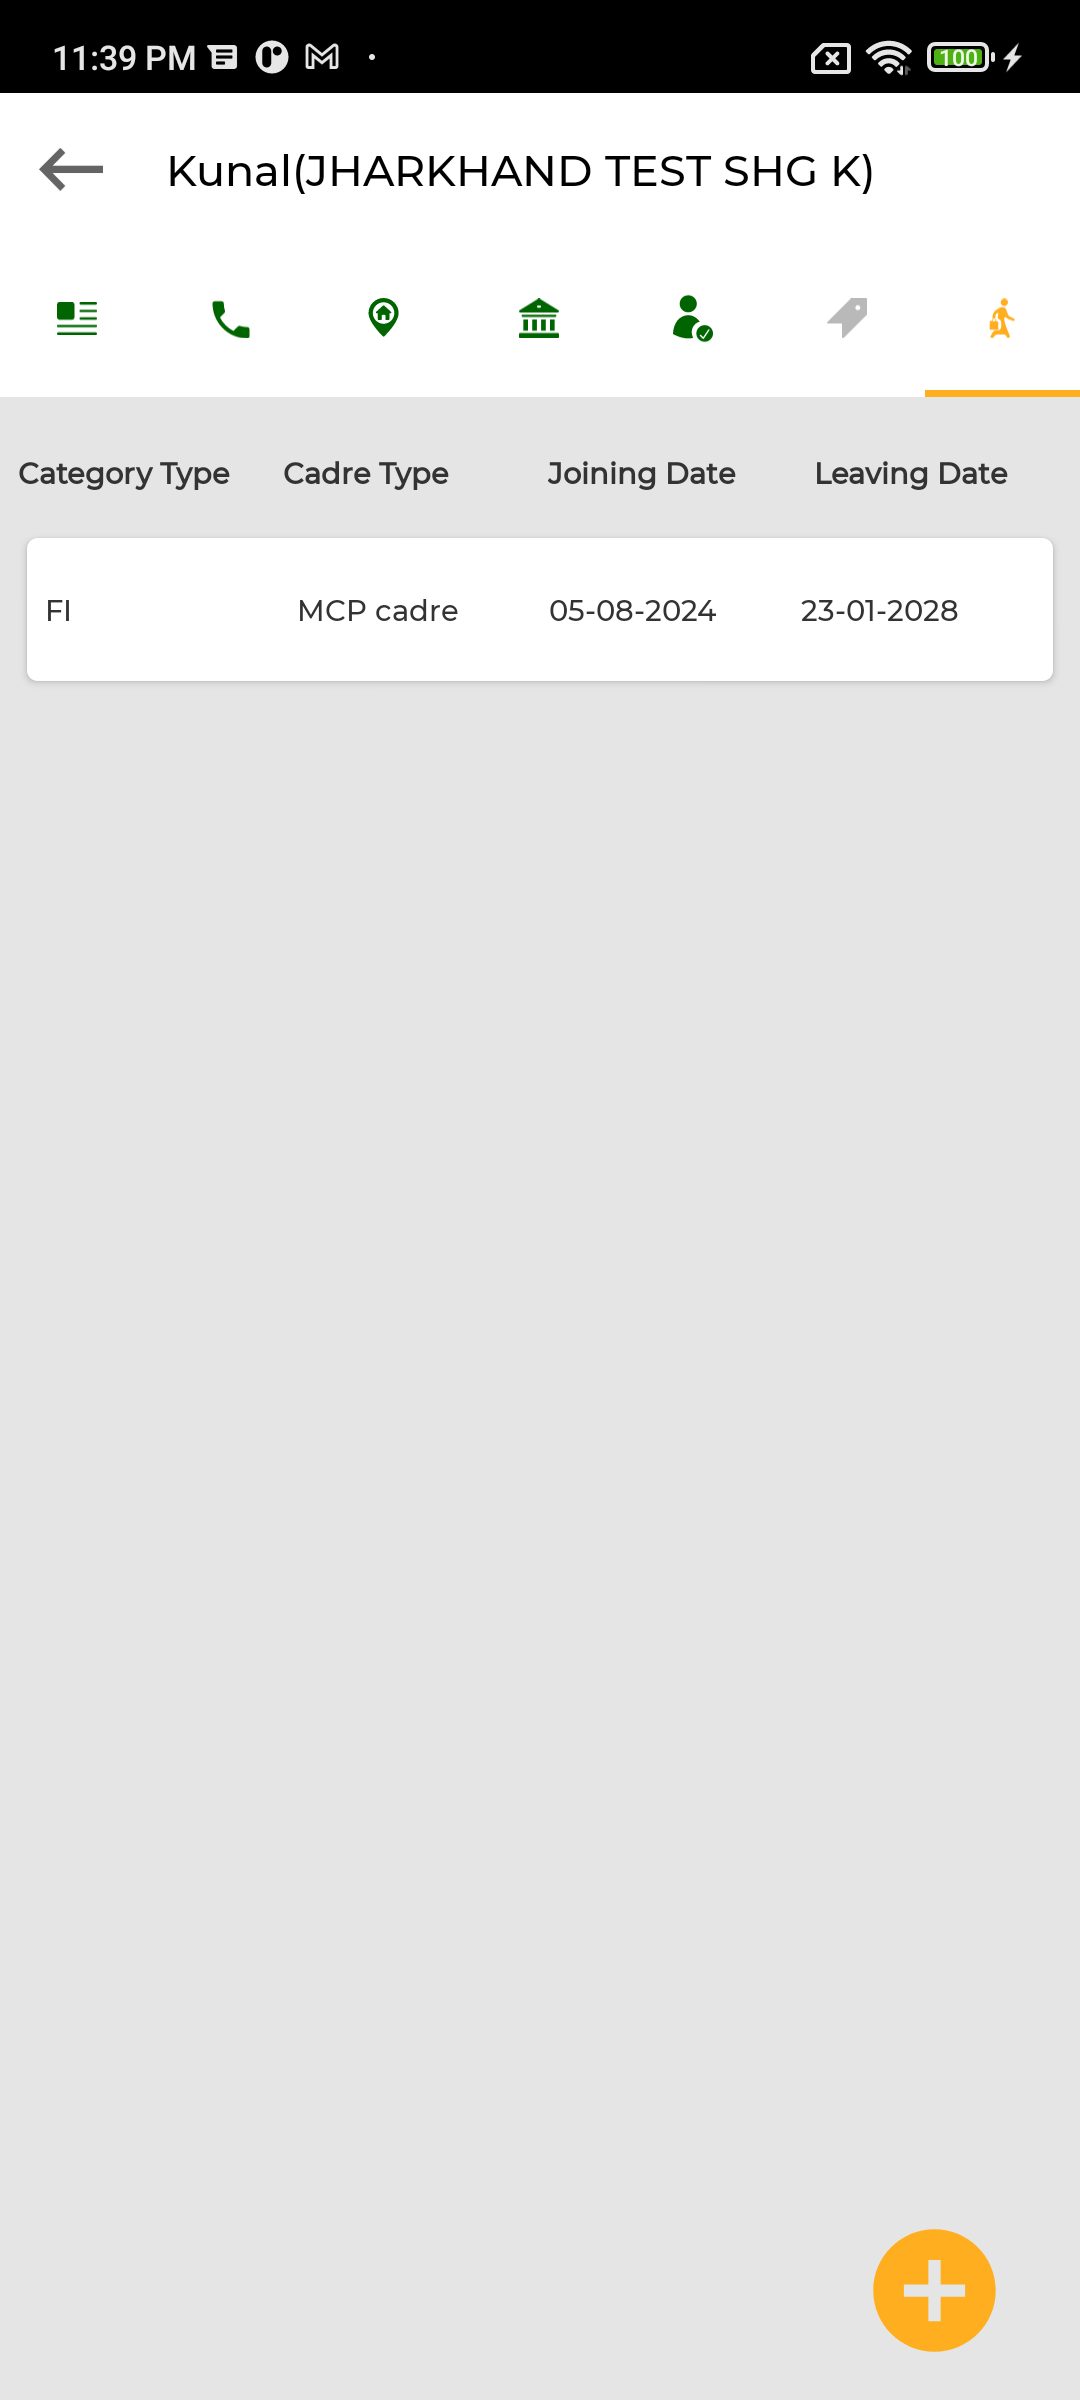 11:39 PM
100
Kunal(JHARKHAND TEST SHG K)
Category Type Cadre Type Joining Date Leaving Date
FI MCP cadre 05-08-2024 23-01-2028